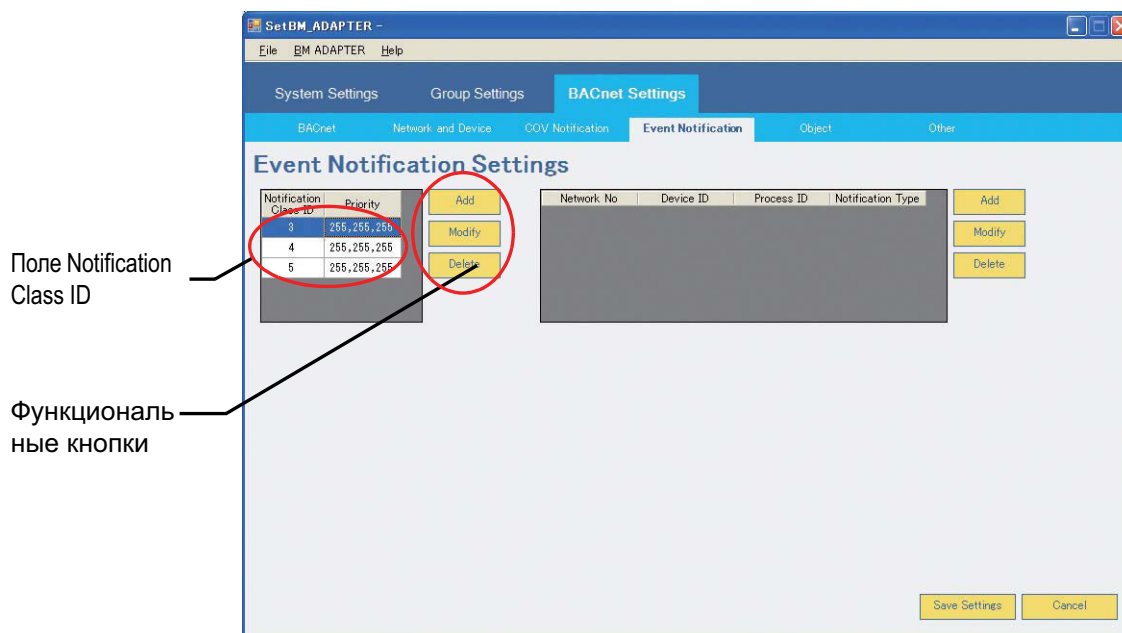 SetBM_ADAPTER -
File BM ADAPTER Help
System Settings Group Settings BACnet Settings
BACnet Network and Device COV Notification Event Notification Object Other
Event Notification Settings
Notification Class ID Priority
3 255,255,255
4 255,255,255
5 255,255,255
Add
Modify
Delete
Network No Device ID Process ID Notification Type
Add
Modify
Delete
Поле Notification
Class ID
Функциональ
ные кнопки
Save Settings Cancel